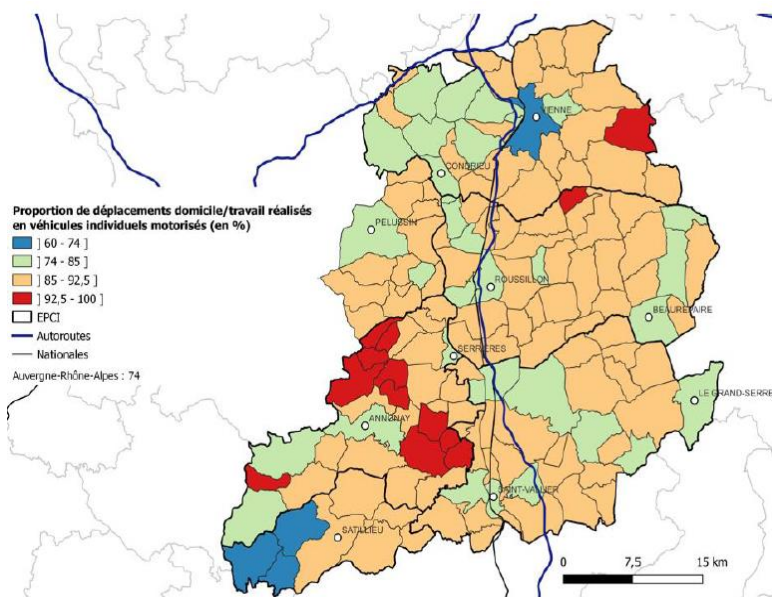 VIENNE
CONDRIEU
Proportion de déplacements domicile/travail réalisés
en véhicules individuels motorisés (en %)
PELUSSIN
] 60 - 74 ]
] 74 - 85 ]
] 85 - 92,5 ]
] 92,5 - 100 ]
ROUSSILLON
EPCI
BEAUREPAIRE
Autoroutes
Nationales
SERRIERES
Auvergne-Rhône-Alpes : 74
LE GRAND-SERRE
ANNONAY
SAINT-VALLIER
SATILLIEU
0 7,5 15 km